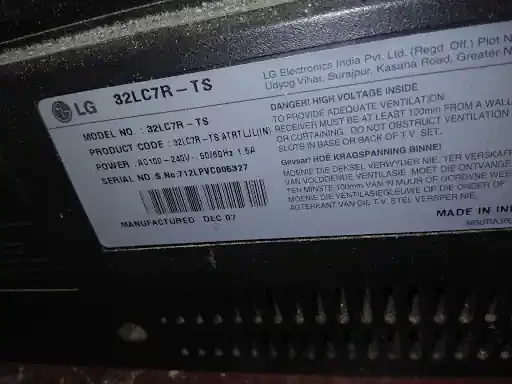 LG 32LC7R-TS
LG Electronics India Pvt. Ltd. (Regd. Off.) Plot N
Udyog Vihar, Surajpur, Kasana Road, Greater N
MODEL NO. : 32LC7R-TS
PRODUCT CODE : 32LC7R-TS ATRTLJL(IN)
POWER : AC100-240V~, 50/60Hz 1.5A
SERIAL NO. S No.712LPVC006327
MANUFACTURED DEC 07
DANGER! HIGH VOLTAGE INSIDE
TO PROVIDE ADEQUATE VENTILATION
RECEIVER MUST BE AT LEAST 100mm FROM A WALL
OR CURTAINING. DO NOT OBSTRUCT VENTILATION
SLOTS IN BASE OR BACK OF T.V. SET.
Gevaar! HOË KRAGSPANNING BINNE!
MOENIE DIE DEKSEL VERWYDER NIE. TER VERSKAFF
VAN VOLDOENDE VENTILASIE, MOET DIE ONTVANGE
TEN MINSTE 100mm VAN 'N MUUR OF GORDYNE WEE
MOENIE DIE VENTILASIEGLEUWE OF DIE ONDER OF
AGTERKANT VAN DIE T.V. STEL VERSPER NIE.
MADE IN IN